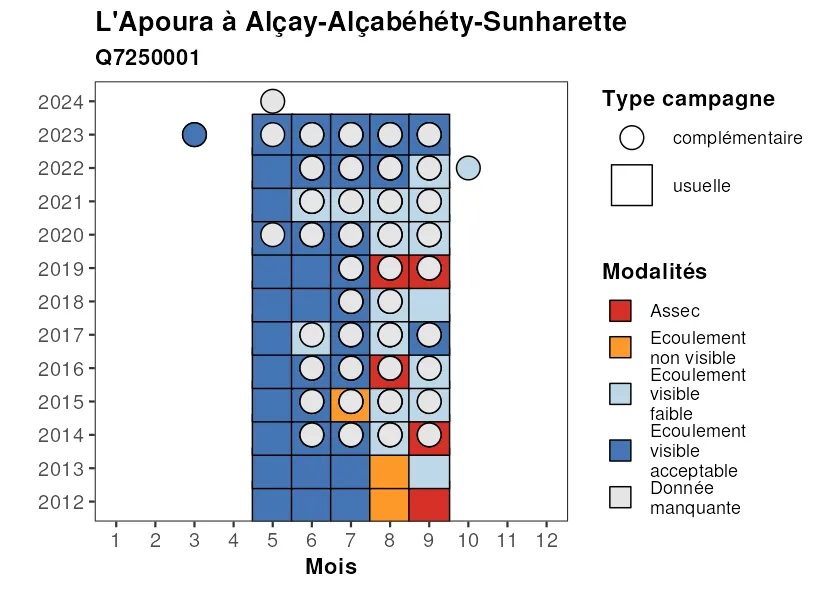 L'Apoura à Alçay-Alçabéhéty-Sunharette
Q7250001
2024
2023
2022
2021
2020
2019
2018
2017
2016
2015
2014
2013
2012
1 2 3 4 5 6 7 8 9 10 11 12
Mois
Type campagne
complémentaire
usuelle
Modalités
Assec
Ecoulement
non visible
Ecoulement
visible
faible
Ecoulement
visible
acceptable
Donnée
manquante